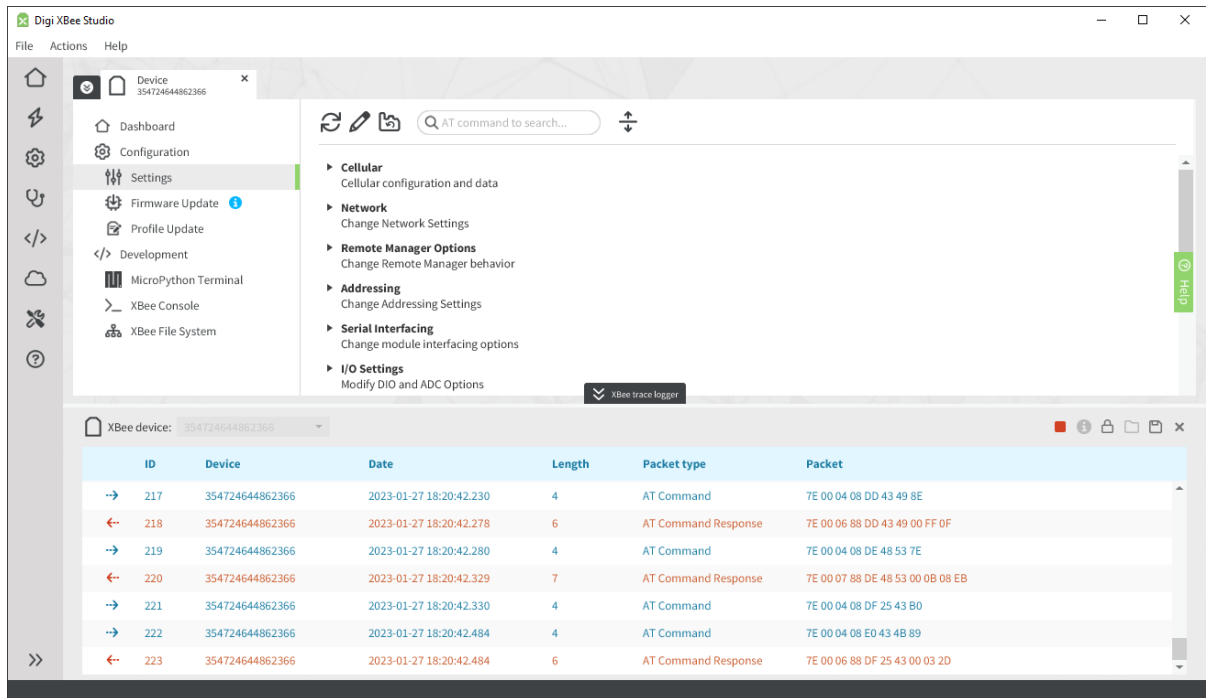 Digi XBee Studio
File Actions Help
Device
354724644862366
Dashboard
Configuration
Settings
Firmware Update
Profile Update
Development
MicroPython Terminal
XBee Console
XBee File System
AT command to search...
Cellular
Cellular configuration and data
Network
Change Network Settings
Remote Manager Options
Change Remote Manager behavior
Addressing
Change Addressing Settings
Serial Interfacing
Change module interfacing options
I/O Settings
Modify DIO and ADC Options
Help
XBee trace logger
XBee device: 354724644862366
ID Device Date Length Packet type Packet
217 354724644862366 2023-01-27 18:20:42.230 4 AT Command 7E 00 04 08 DD 43 49 8E
218 354724644862366 2023-01-27 18:20:42.278 6 AT Command Response 7E 00 06 88 DD 43 49 00 FF 0F
219 354724644862366 2023-01-27 18:20:42.280 4 AT Command 7E 00 04 08 DE 48 53 7E
220 354724644862366 2023-01-27 18:20:42.329 7 AT Command Response 7E 00 07 88 DE 48 53 00 0B 08 EB
221 354724644862366 2023-01-27 18:20:42.330 4 AT Command 7E 00 04 08 DF 25 43 B0
222 354724644862366 2023-01-27 18:20:42.484 4 AT Command 7E 00 04 08 E0 43 4B 89
223 354724644862366 2023-01-27 18:20:42.484 6 AT Command Response 7E 00 06 88 DF 25 43 00 03 2D